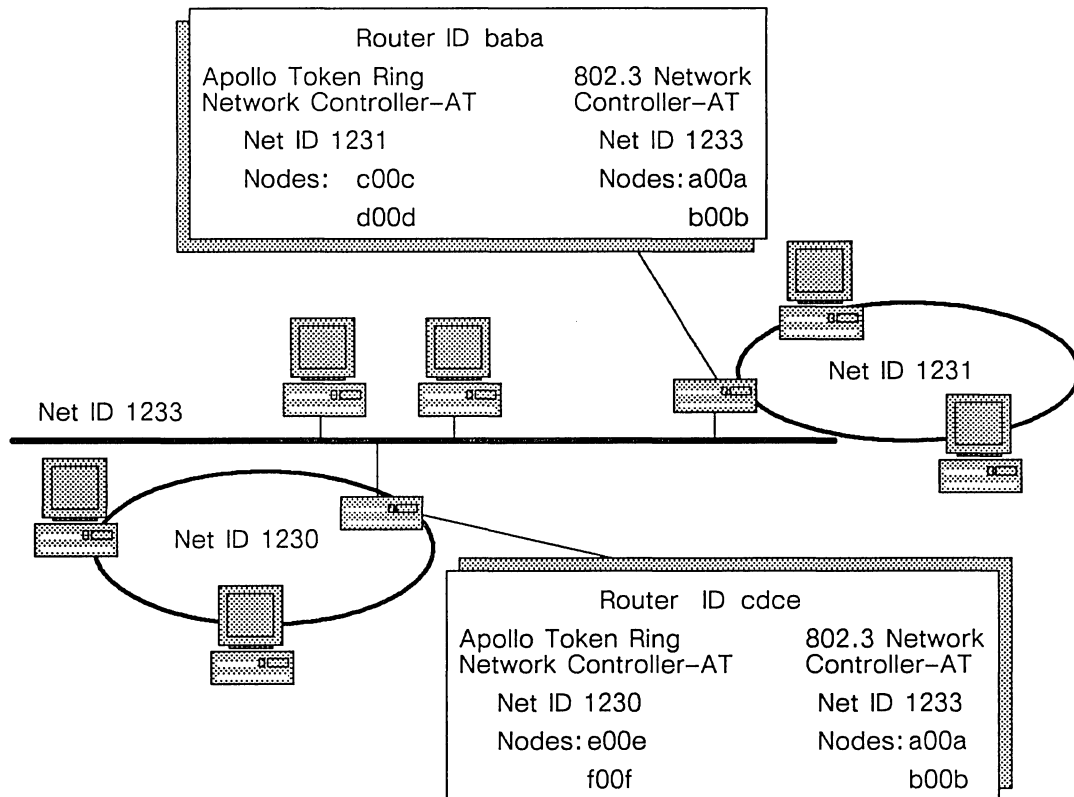 Router ID baba
Apollo Token Ring 802.3 Network
Network Controller–AT Controller–AT
Net ID 1231 Net ID 1233
Nodes: c00c Nodes: a00a
d00d b00b
Net ID 1231
Net ID 1233
Net ID 1230
Router ID cdce
Apollo Token Ring 802.3 Network
Network Controller–AT Controller–AT
Net ID 1230 Net ID 1233
Nodes: e00e Nodes: a00a
f00f b00b